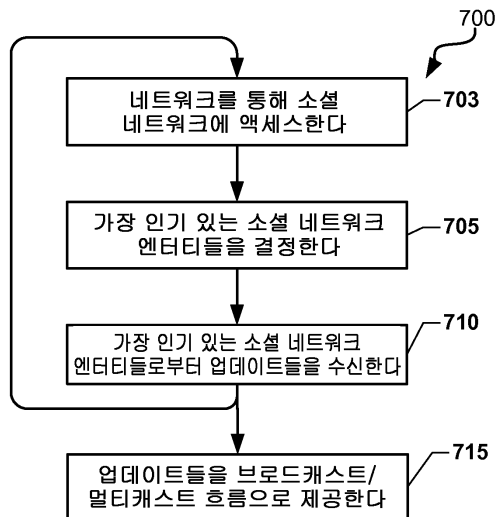 700
네트워크를 통해 소셜
네트워크에 액세스한다
703
가장 인기 있는 소셜 네트워크
엔터티들을 결정한다
705
가장 인기 있는 소셜 네트워크
엔터티들로부터 업데이트들을 수신한다
710
업데이트들을 브로드캐스트/
멀티캐스트 흐름으로 제공한다
715